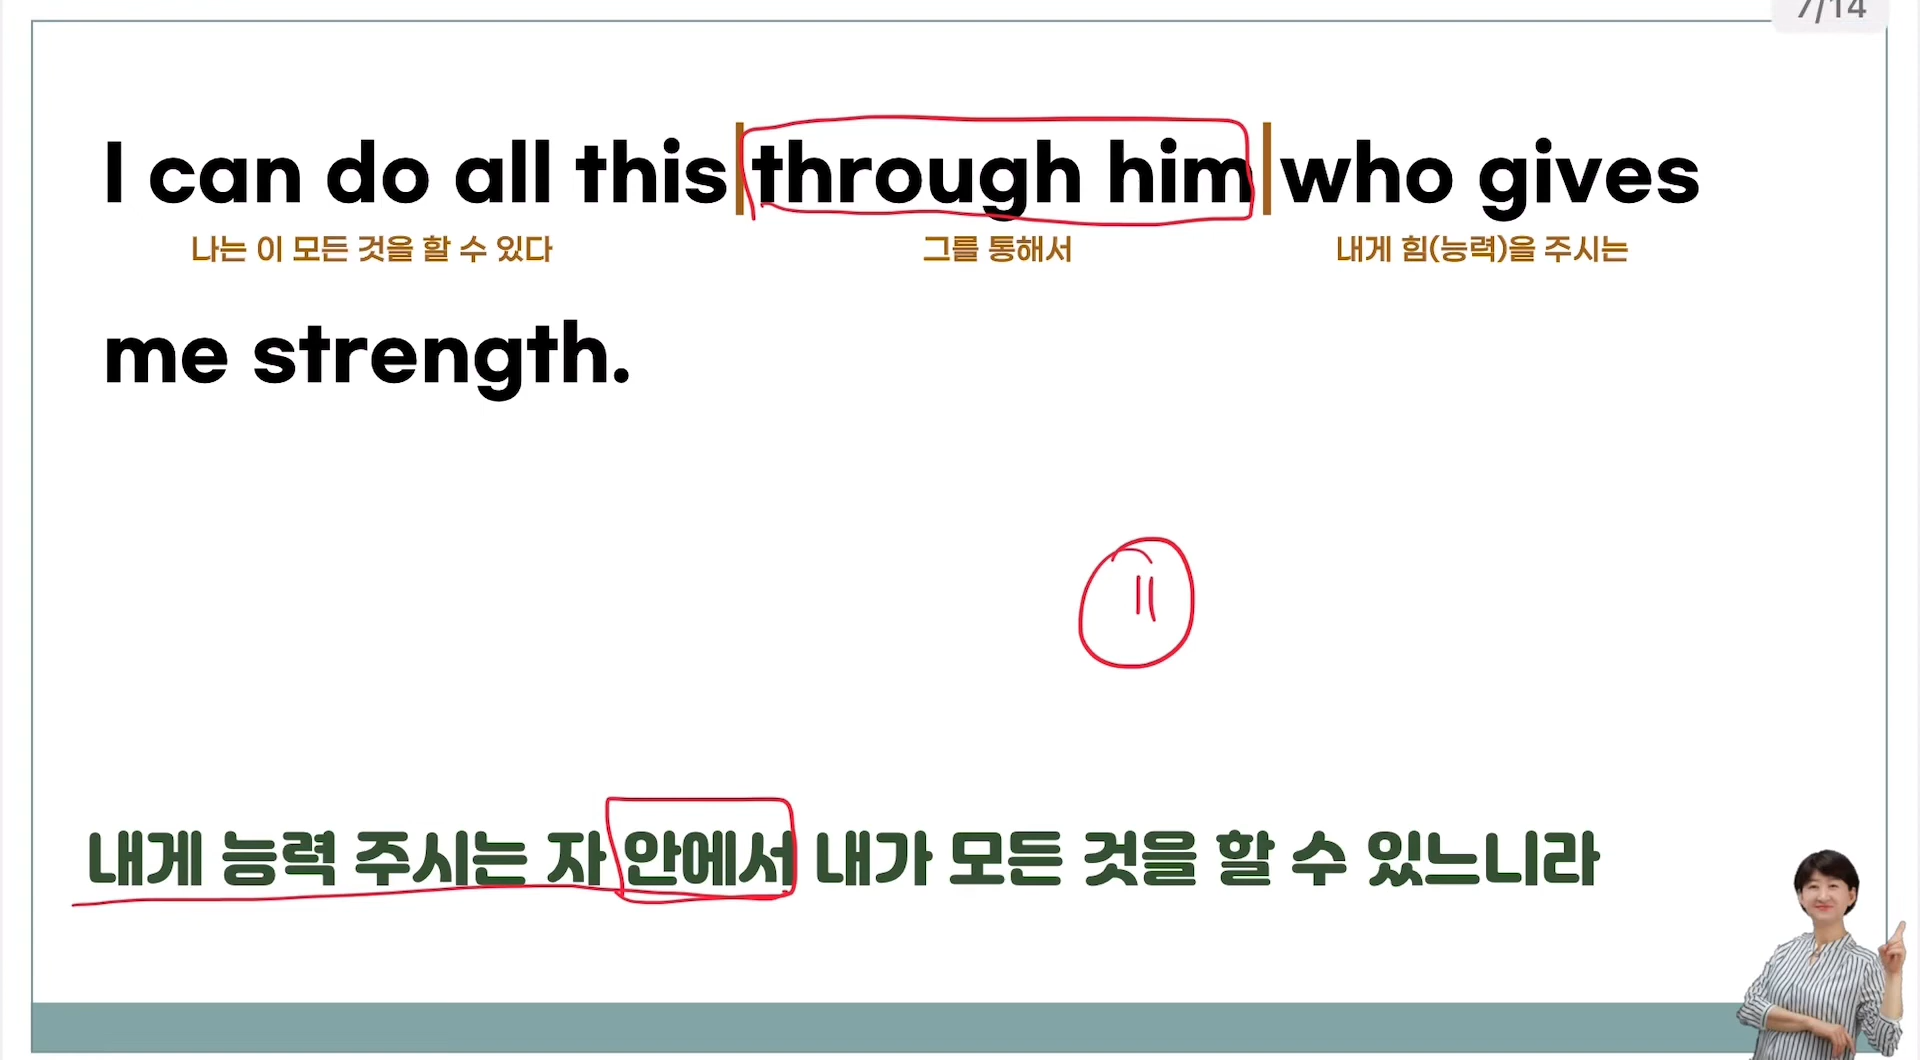 7/14
I can do all this through him who gives
나는 이 모든 것을 할 수 있다 그를 통해서 내게 힘(능력)을 주시는
me strength.
내게 능력 주시는 자 안에서 내가 모든 것을 할 수 있느니라